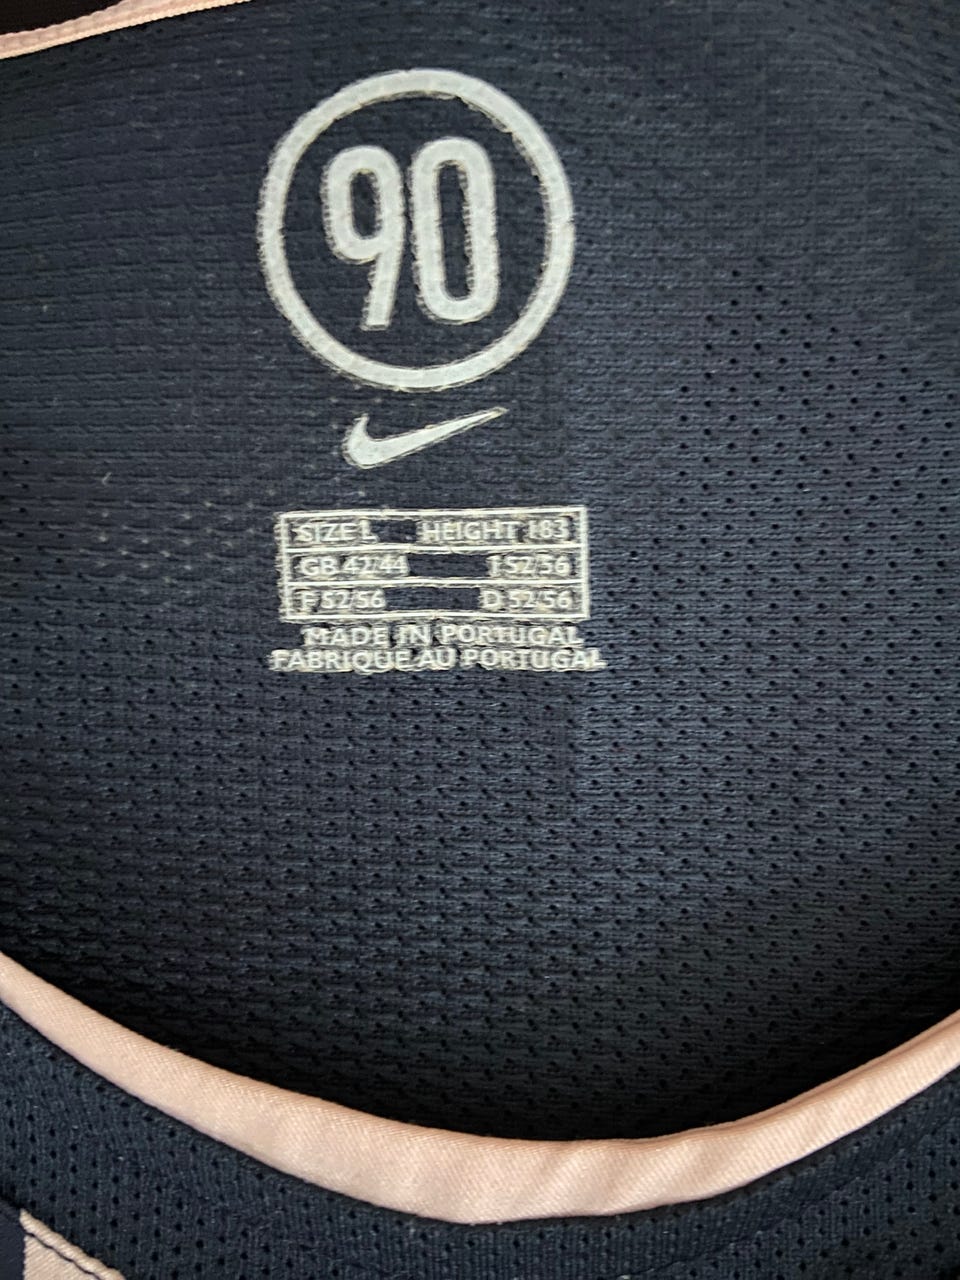 90
SIZE L HEIGHT 183
GB 42/44 I 52/56
F 52/56 D 52/56
MADE IN PORTUGAL
FABRIQUE AU PORTUGAL